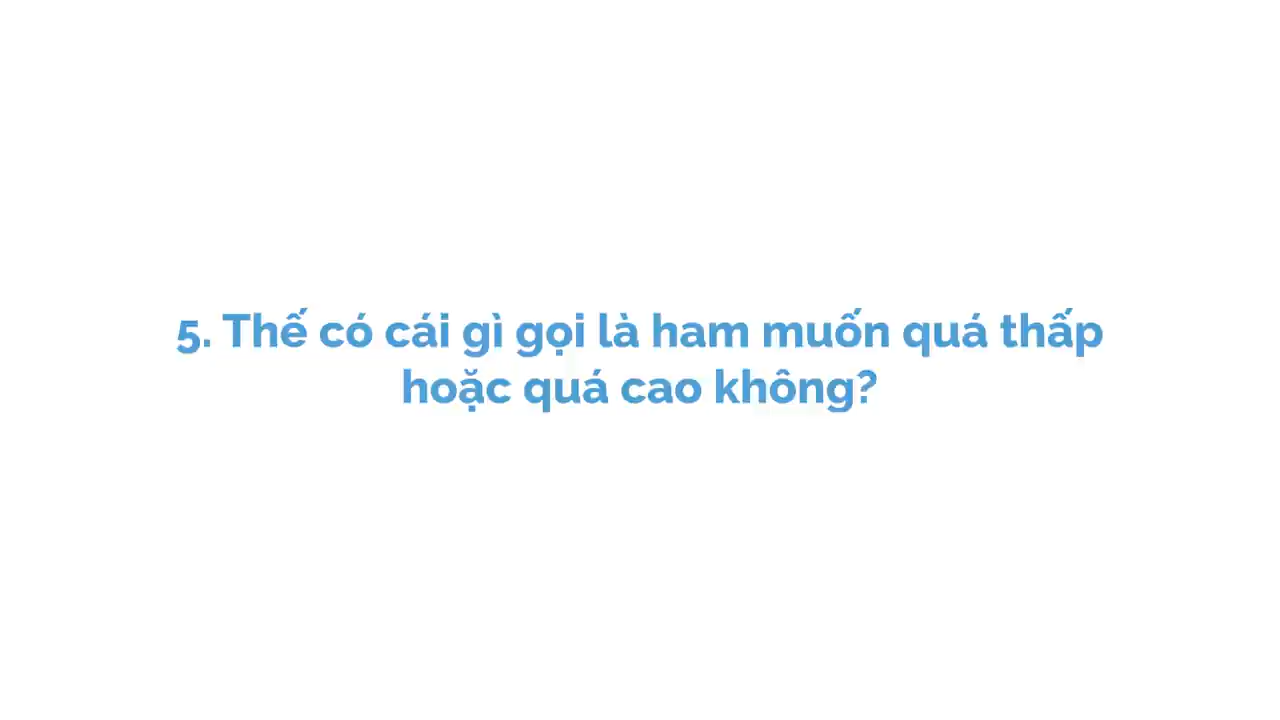 5. Thế có cái gì gọi là ham muốn quá thấp
hoặc quá cao không?